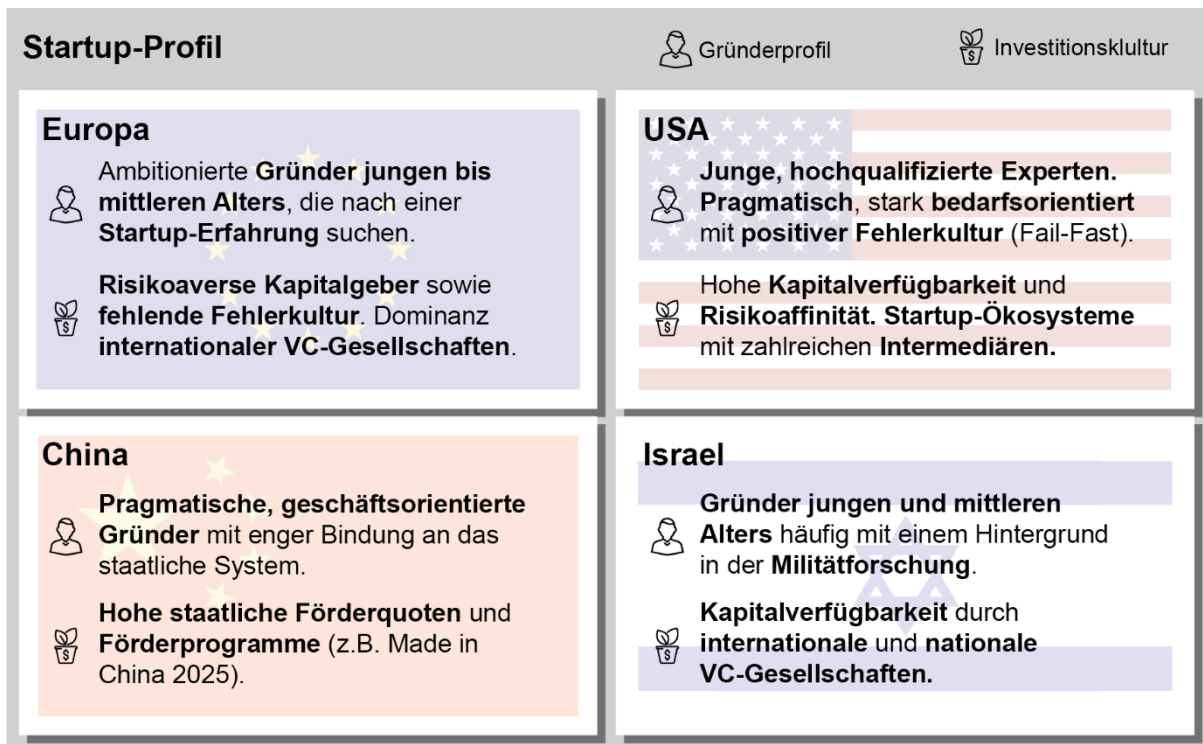 Startup-Profil
Gründerprofil
Investitionsklultur
Europa
Ambitionierte Gründer jungen bis
mittleren Alters, die nach einer
Startup-Erfahrung suchen.
Risikoaverse Kapitalgeber sowie
fehlende Fehlerkultur. Dominanz
internationaler VC-Gesellschaften.
USA
Junge, hochqualifizierte Experten.
Pragmatisch, stark bedarfsorientiert
mit positiver Fehlerkultur (Fail-Fast).
Hohe Kapitalverfügbarkeit und
Risikoaffinität. Startup-Ökosysteme
mit zahlreichen Intermediären.
China
Pragmatische, geschäftsorientierte
Gründer mit enger Bindung an das
staatliche System.
Hohe staatliche Förderquoten und
Förderprogramme (z.B. Made in
China 2025).
Israel
Gründer jungen und mittleren
Alters häufig mit einem Hintergrund
in der Militätforschung.
Kapitalverfügbarkeit durch
internationale und nationale
VC-Gesellschaften.